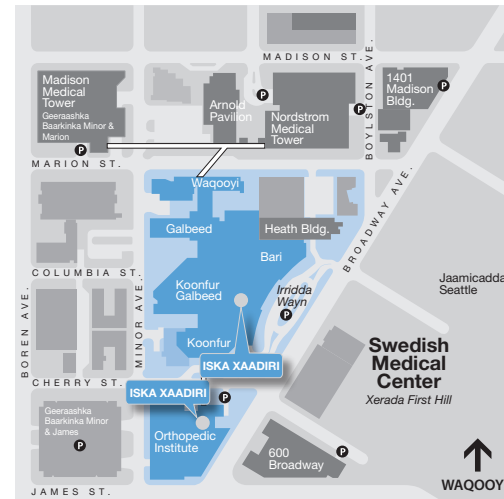 MADISON ST.
BOYLSTON AVE.
Madison
Medical
Tower
Geeraashka
Baarkinka Minor &
Marion
P
Arnold
Pavilion
P
Nordstrom
Medical
Tower
P
1401
Madison
Bldg.
P
MARION ST.
Waqooyi
Galbeed
Heath Bldg.
Bari
BROADWAY AVE.
COLUMBIA ST.
Koonfur
Galbeed
Irridda
Wayn
P
Jaamicadda
Seattle
BOREN AVE.
MINOR AVE.
Koonfur
ISKA XAADIRI
CHERRY ST.
ISKA XAADIRI
P
Swedish
Medical
Center
Xerada First Hill
Geeraashka
Baarkinka Minor
& James
P
Orthopedic
Institute
600
Broadway
P
JAMES ST.
WAQOOY